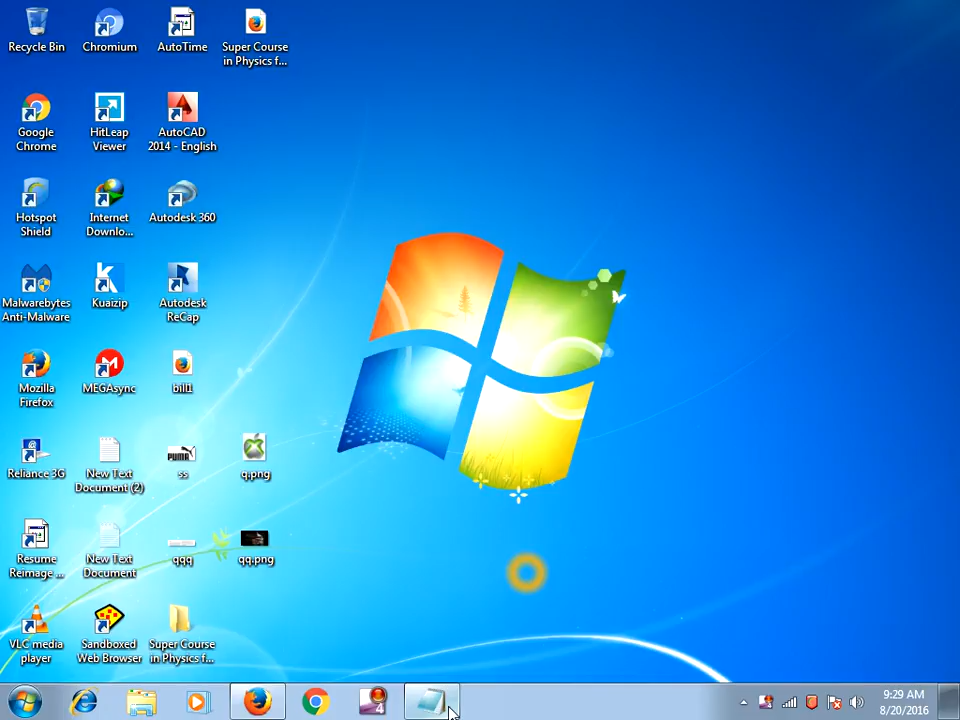 Recycle Bin
Chromium
AutoTime
Super Course
in Physics f...
Google
Chrome
HitLeap
Viewer
AutoCAD
2014 - English
Hotspot
Shield
Internet
Downlo...
Autodesk 360
Malwarebytes
Anti-Malware
Kuaizip
Autodesk
ReCap
Mozilla
Firefox
MEGAsync
bill1
Reliance 3G
New Text
Document (2)
PUMA
ss
q.png
Resume
Reimage ...
New Text
Document
qqq
qq.png
VLC media
player
Sandboxed
Web Browser
Super Course
in Physics f...
4
9:29 AM
8/20/2016